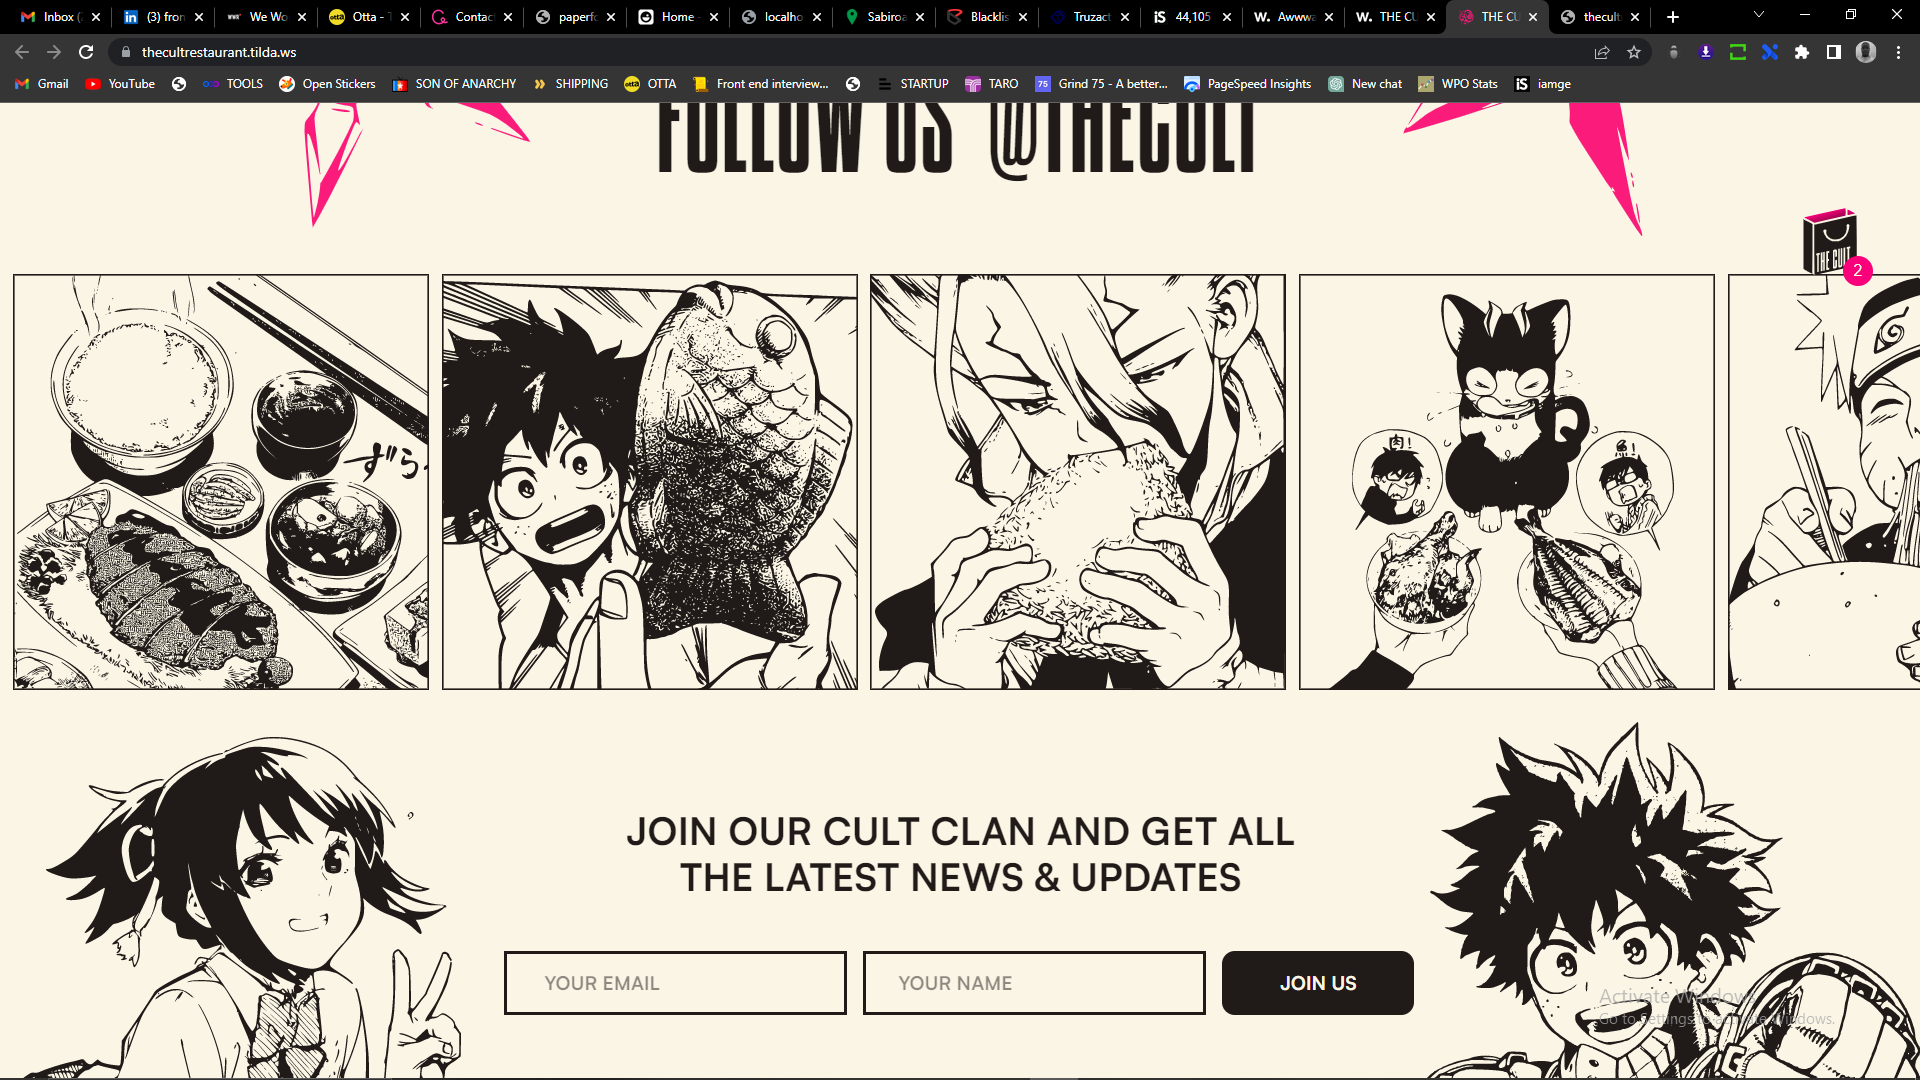 Inbox (
(3) fron
We Wo
Otta - T
Contac
paperfo
Home -
localho
Sabiroa
Blacklis
Truzact
44,105
Awwwa
THE CU
THE CU
thecult
thecultrestaurant.tilda.ws
Gmail
YouTube
TOOLS
Open Stickers
SON OF ANARCHY
SHIPPING
OTTA
Front end interview...
STARTUP
TARO
Grind 75 - A better...
PageSpeed Insights
New chat
WPO Stats
iamge
FOLLOW US @THECULT
THE CULT
2
肉!
魚!
JOIN OUR CULT CLAN AND GET ALL
THE LATEST NEWS & UPDATES
YOUR EMAIL
YOUR NAME
JOIN US
Activate Windows
Go to Settings to activate Windows.